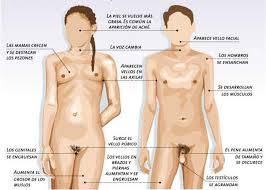 LA PIEL SE VUELVE MÁS
GRASA. ES COMÚN LA
APARICIÓN DE ACNÉ.
APARECE VELLO FACIAL
LAS MAMAS CRECEN
Y SE DESTACAN
LOS PEZONES
LA VOZ CAMBIA
LOS HOMBROS
SE ENSANCHAN
APARECEN
VELLOS EN
LAS AXILAS
SE DESARROLLAN
LOS MÚSCULOS
SURGE EL
VELLO PÚBICO
LOS GENITALES
SE ENGRUESAN
LOS VELLOS EN
BRAZOS Y
PIERNAS
AUMENTAN Y
SE ENGRUESAN
EL PENE AUMENTA
DE TAMAÑO Y
SE OSCURECE
AUMENTA EL
GROSOR DE LOS
MUSLOS
LOS TESTÍCULOS
SE AGRANDAN